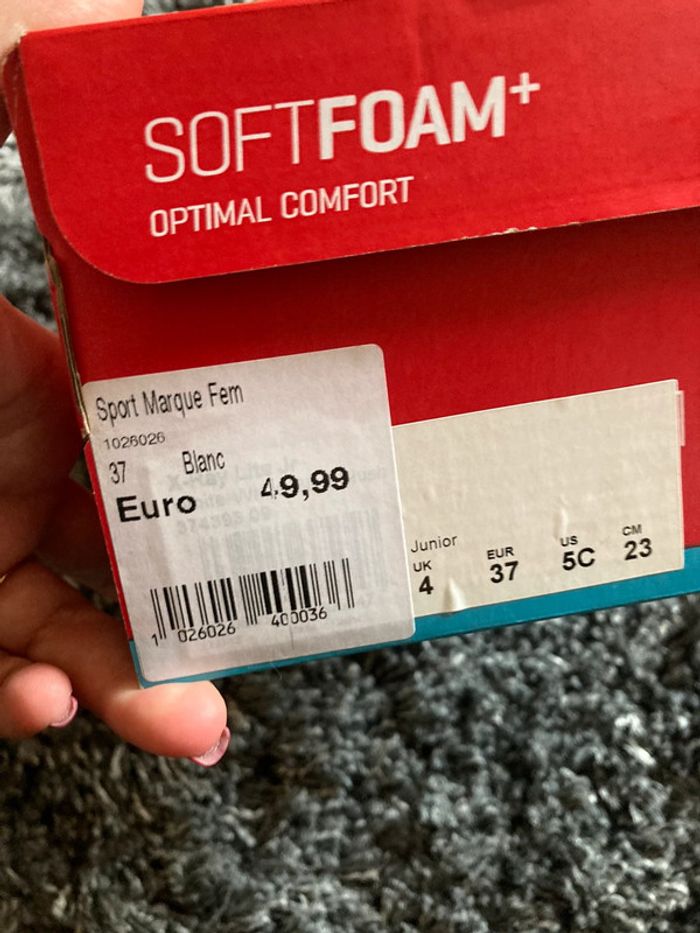 SOFTFOAM+
OPTIMAL COMFORT
Sport Marque Fem
1026026
37 Blanc
Euro 49,99
1 026026 400036
Junior
UK EUR US CM
4 37 5C 23